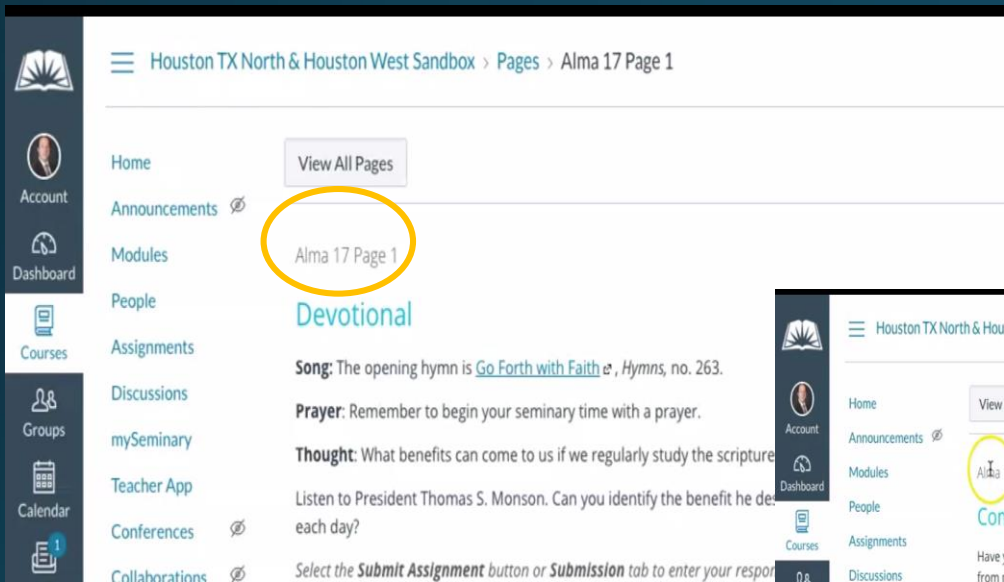 Houston TX North & Houston West Sandbox > Pages > Alma 17 Page 1
Account
Dashboard
Courses
Groups
Calendar
1
Home
Announcements
Modules
People
Assignments
Discussions
mySeminary
Teacher App
Conferences
Collaborations
View All Pages
Alma 17 Page 1
Devotional
Song: The opening hymn is Go Forth with Faith , Hymns, no. 263.
Prayer: Remember to begin your seminary time with a prayer.
Thought: What benefits can come to us if we regularly study the scripture
Listen to President Thomas S. Monson. Can you identify the benefit he
each day?
Select the Submit Assignment button or Submission tab to enter your
Houston TX North &
Account
Dashboard
Courses
Home
Announcements
Modules
People
Assignments
Discussions
View
Have
from